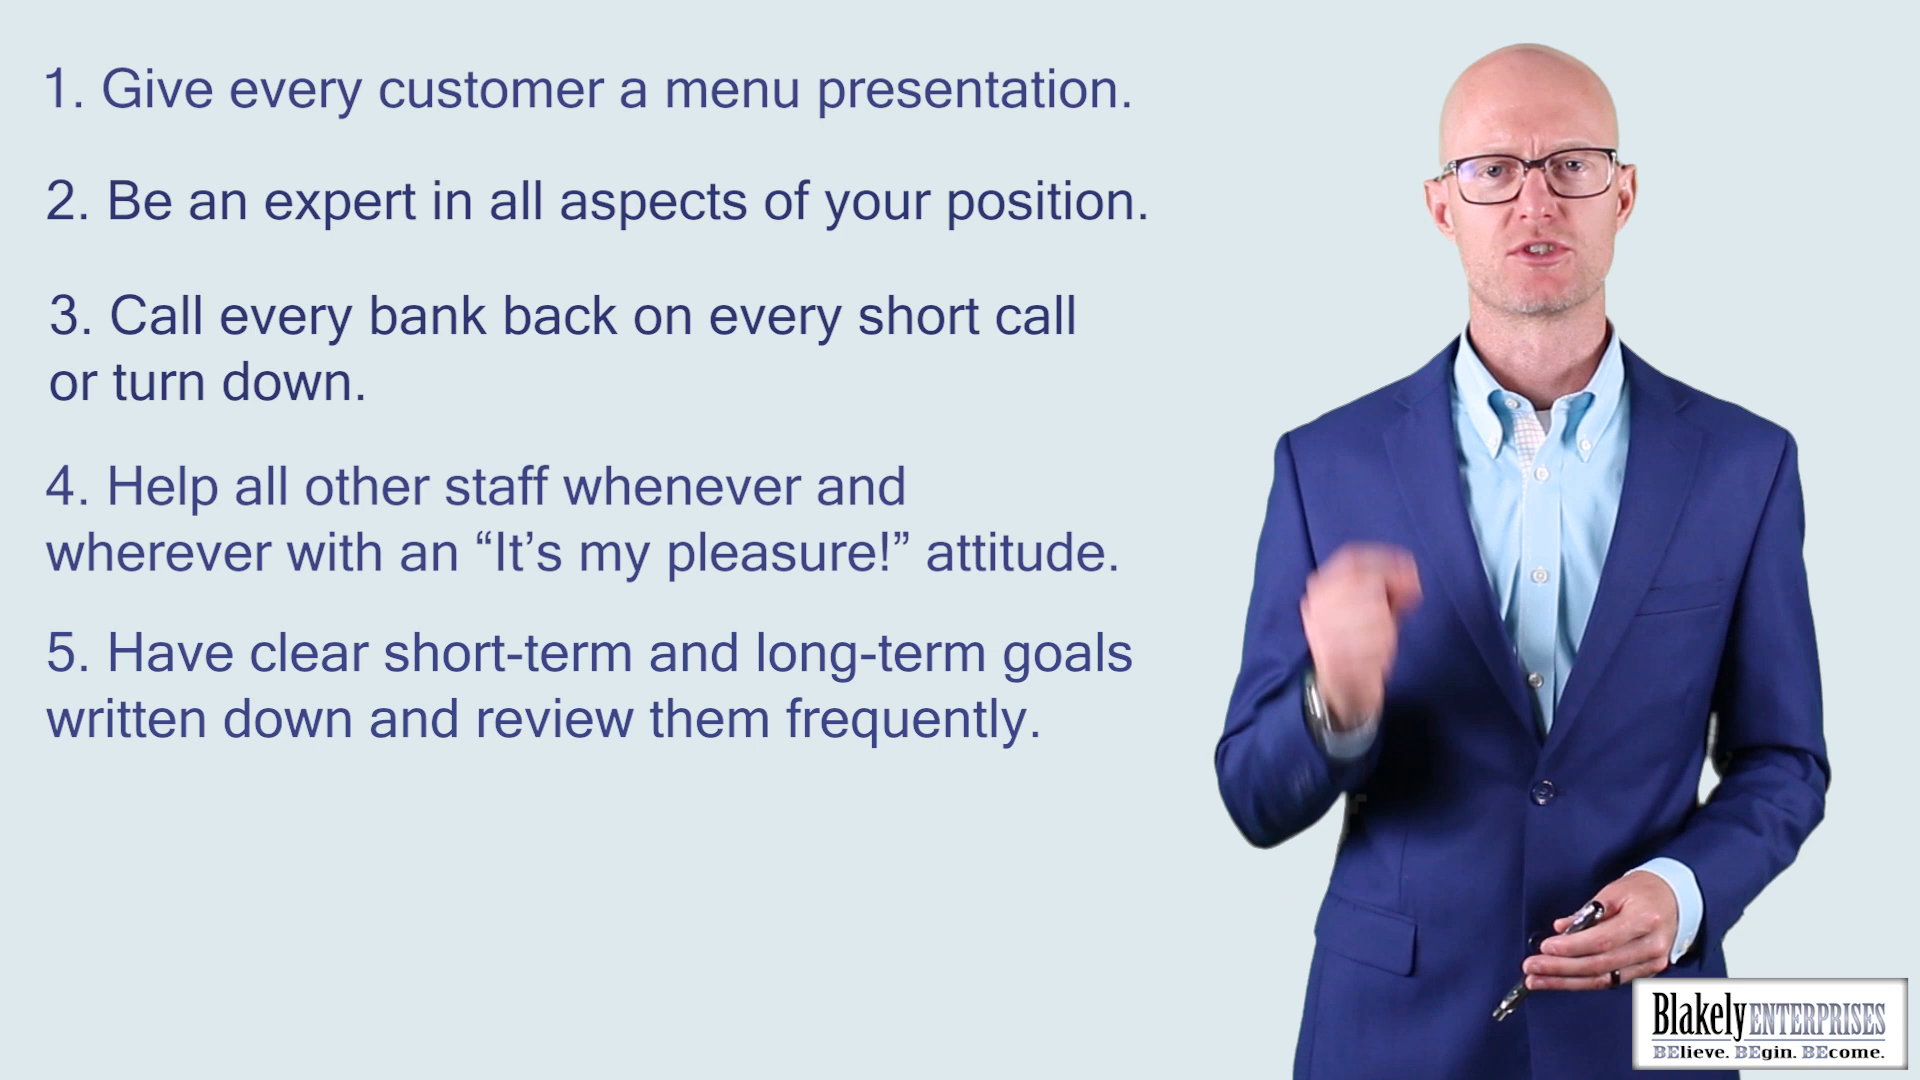 1. Give every customer a menu presentation.
2. Be an expert in all aspects of your position.
3. Call every bank back on every short call
or turn down.
4. Help all other staff whenever and
wherever with an “It’s my pleasure!” attitude.
5. Have clear short-term and long-term goals
written down and review them frequently.
Blakely ENTERPRISES
BElieve. BEgin. BEcome.